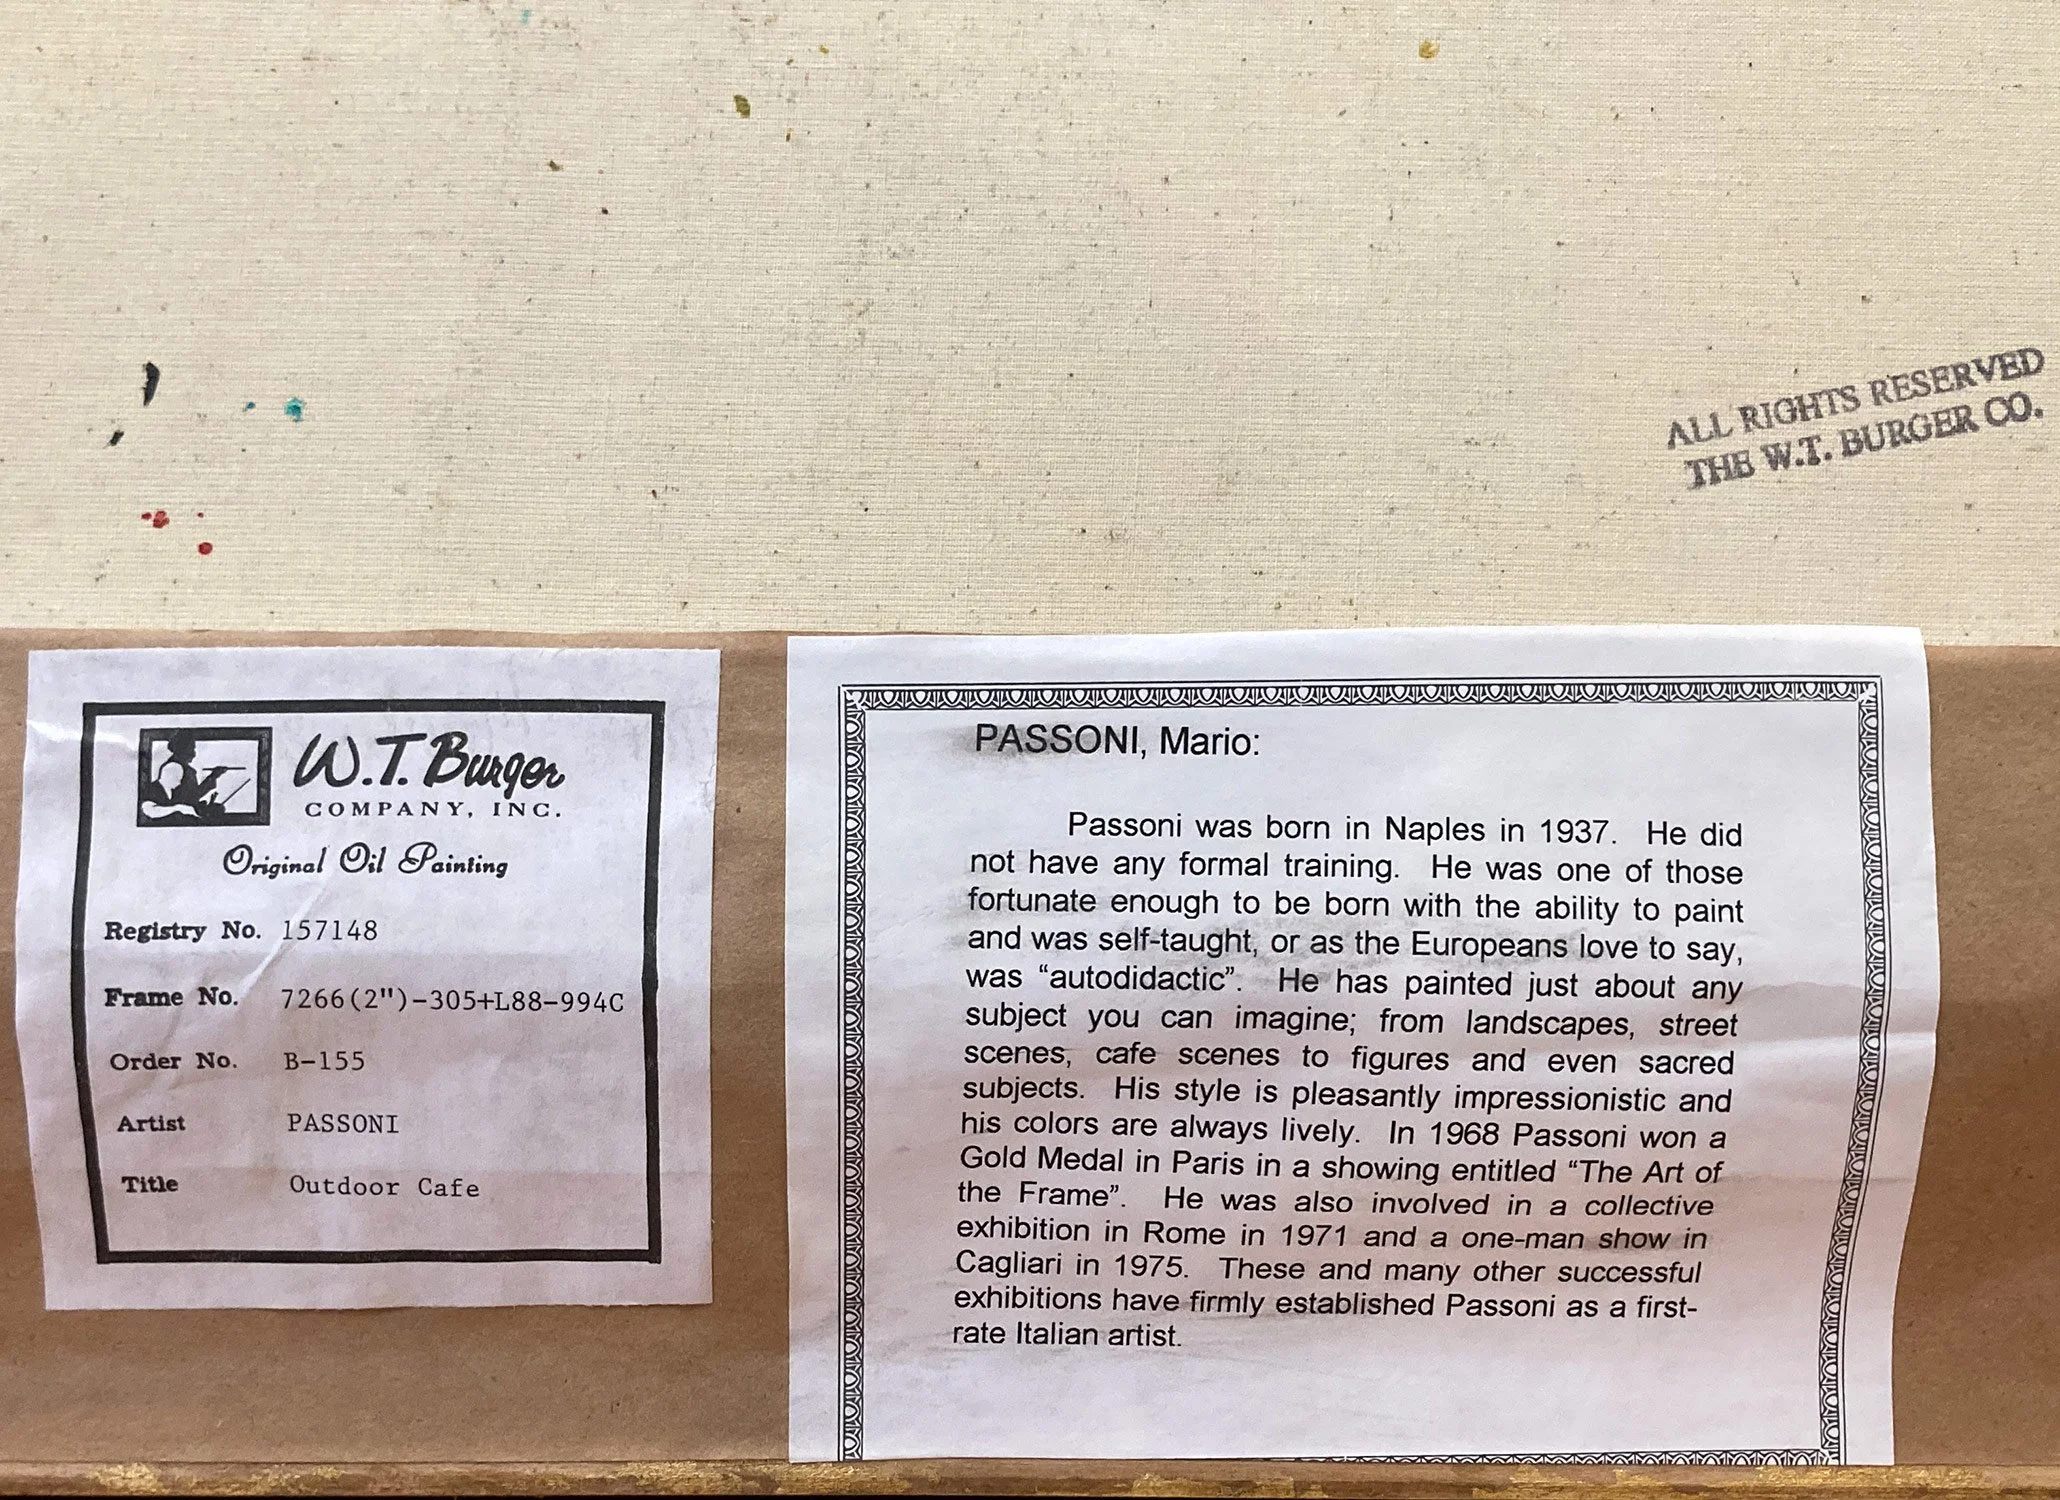 ALL RIGHTS RESERVED
THE W.T. BURGER CO.
W.T. Burger
COMPANY, INC.
Original Oil Painting
Registry No. 157148
Frame No. 7266(2")-305+L88-994C
Order No. B-155
Artist PASSONI
Title Outdoor Cafe
PASSONI, Mario:
Passoni was born in Naples in 1937. He did
not have any formal training. He was one of those
fortunate enough to be born with the ability to paint
and was self-taught, or as the Europeans love to say,
was “autodidactic”. He has painted just about any
subject you can imagine; from landscapes, street
scenes, cafe scenes to figures and even sacred
subjects. His style is pleasantly impressionistic and
his colors are always lively. In 1968 Passoni won a
Gold Medal in Paris in a showing entitled “The Art of
the Frame”. He was also involved in a collective
exhibition in Rome in 1971 and a one-man show in
Cagliari in 1975. These and many other successful
exhibitions have firmly established Passoni as a first-
rate Italian artist.